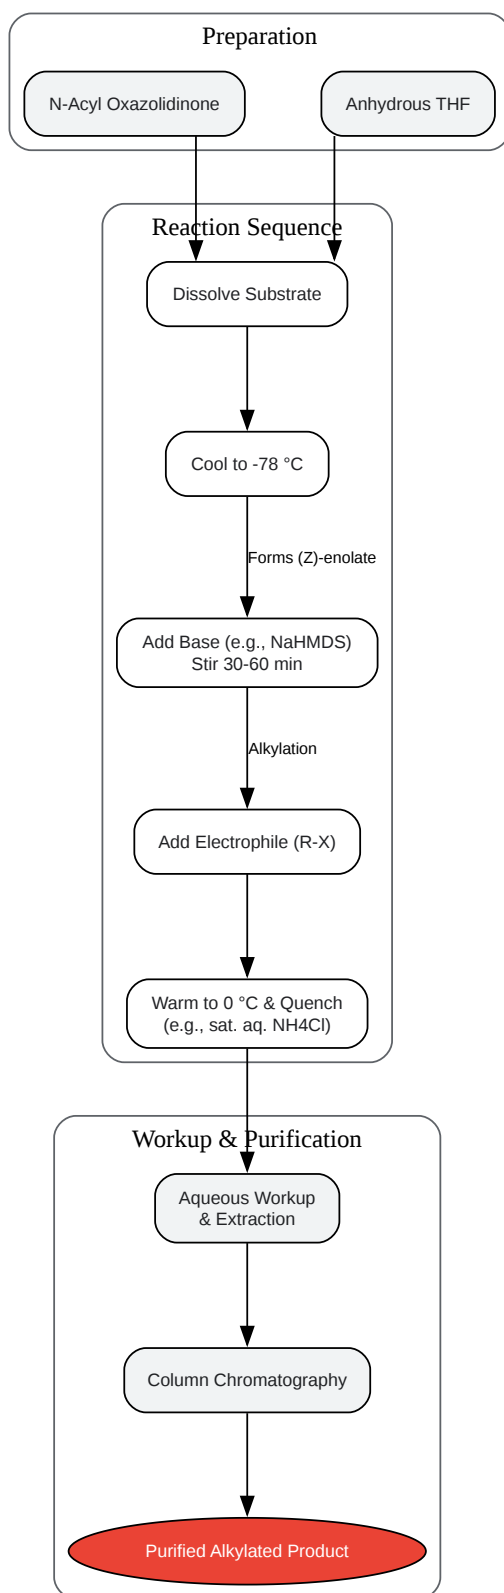 Preparation
N-Acyl Oxazolidinone
Anhydrous THF
Reaction Sequence
Dissolve Substrate
Cool to -78 °C
Forms (Z)-enolate
Add Base (e.g., NaHMDS)
Stir 30-60 min
Alkylation
Add Electrophile (R-X)
Warm to 0 °C & Quench
(e.g., sat. aq. NH4Cl)
Workup & Purification
Aqueous Workup
& Extraction
Column Chromatography
Purified Alkylated Product